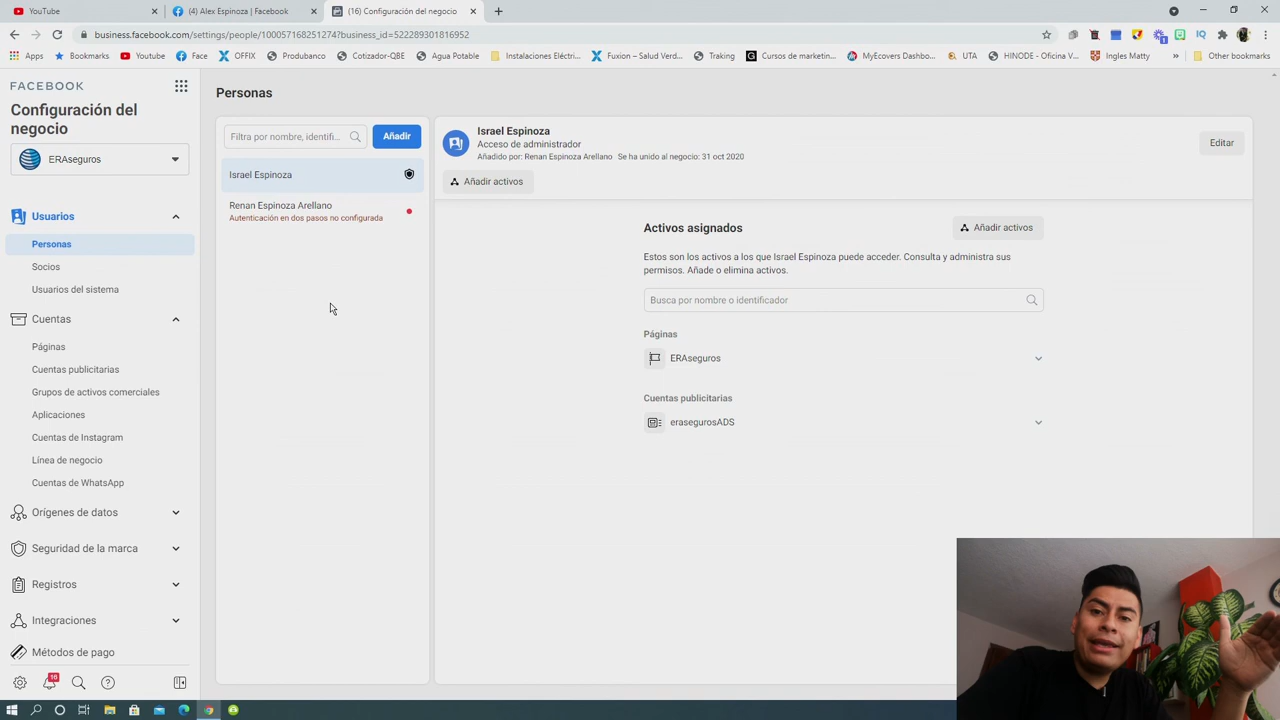 YouTube
(4) Alex Espinoza | Facebook
(16) Configuración del negocio
business.facebook.com/settings/people/100057168251274?business_id=522289301816952
Apps
Bookmarks
Youtube
Face
OFFIX
Produbanco
Cotizador-QBE
Agua Potable
Instalaciones Eléctri...
Fuxion – Salud Verd...
Traking
Cursos de marketin...
MyEcovers Dashbo...
UTA
HINODE - Oficina V...
Ingles Matty
»
Other bookmarks
FACEBOOK
Configuración del
negocio
ERAseguros
Usuarios
Personas
Socios
Usuarios del sistema
Cuentas
Páginas
Cuentas publicitarias
Grupos de activos comerciales
Aplicaciones
Cuentas de Instagram
Línea de negocio
Cuentas de WhatsApp
Orígenes de datos
Seguridad de la marca
Registros
Integraciones
Métodos de pago
16
Personas
Filtra por nombre, identifi...
Añadir
Israel Espinoza
Renan Espinoza Arellano
Autenticación en dos pasos no configurada
Israel Espinoza
Acceso de administrador
Añadido por: Renan Espinoza Arellano Se ha unido al negocio: 31 oct 2020
Editar
Añadir activos
Activos asignados
Añadir activos
Estos son los activos a los que Israel Espinoza puede acceder. Consulta y administra sus
permisos. Añade o elimina activos.
Busca por nombre o identificador
Páginas
ERAseguros
Cuentas publicitarias
erasegurosADS